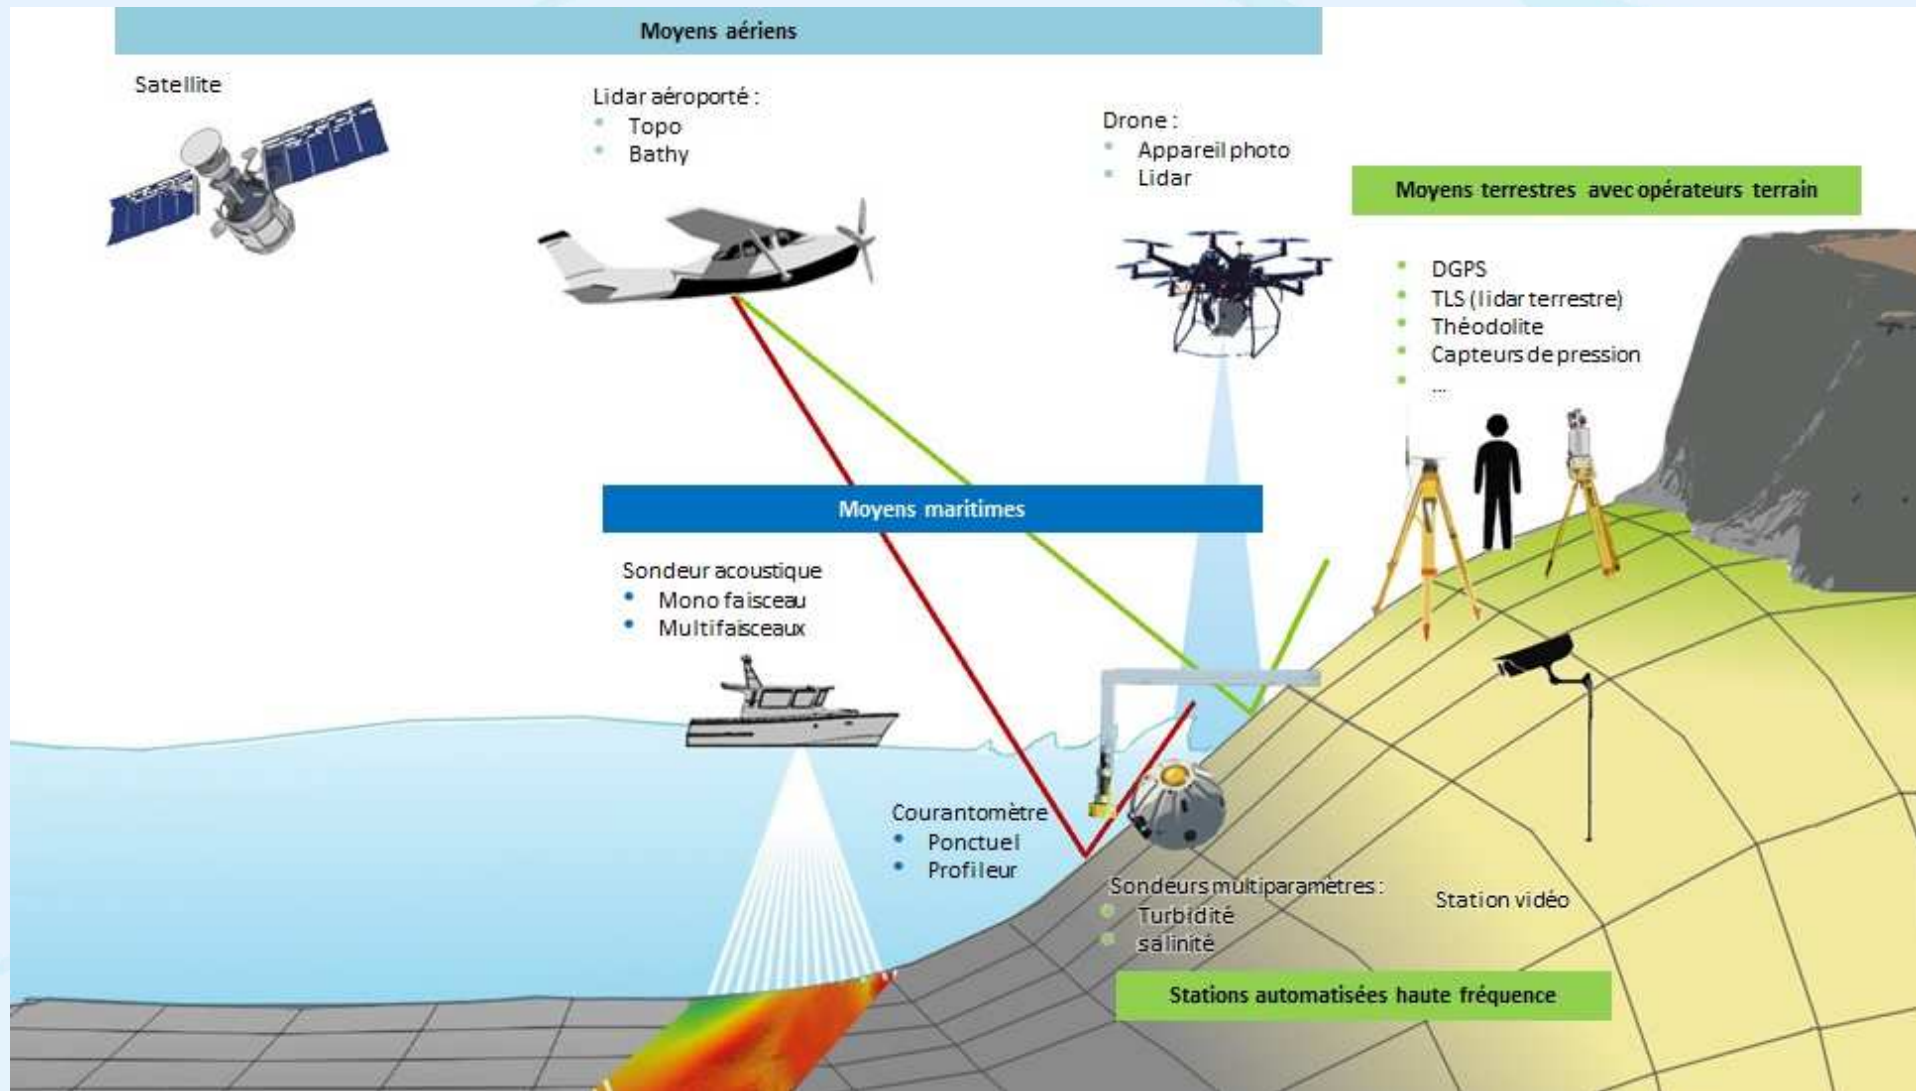 Moyens aériens
Satellite
Lidar aéroporté :
Topo
Bathy
Drone :
Appareil photo
Lidar
Moyens terrestres avec opérateurs terrain
DGPS
TLS (lidar terrestre)
Théodolite
Capteurs de pression
...
Moyens maritimes
Sondeur acoustique
Mono faisceau
Multifaisceaux
Courantomètre
Ponctuel
Profileur
Sondeurs multiparamètres :
Turbidité
salinité
Station vidéo
Stations automatisées haute fréquence